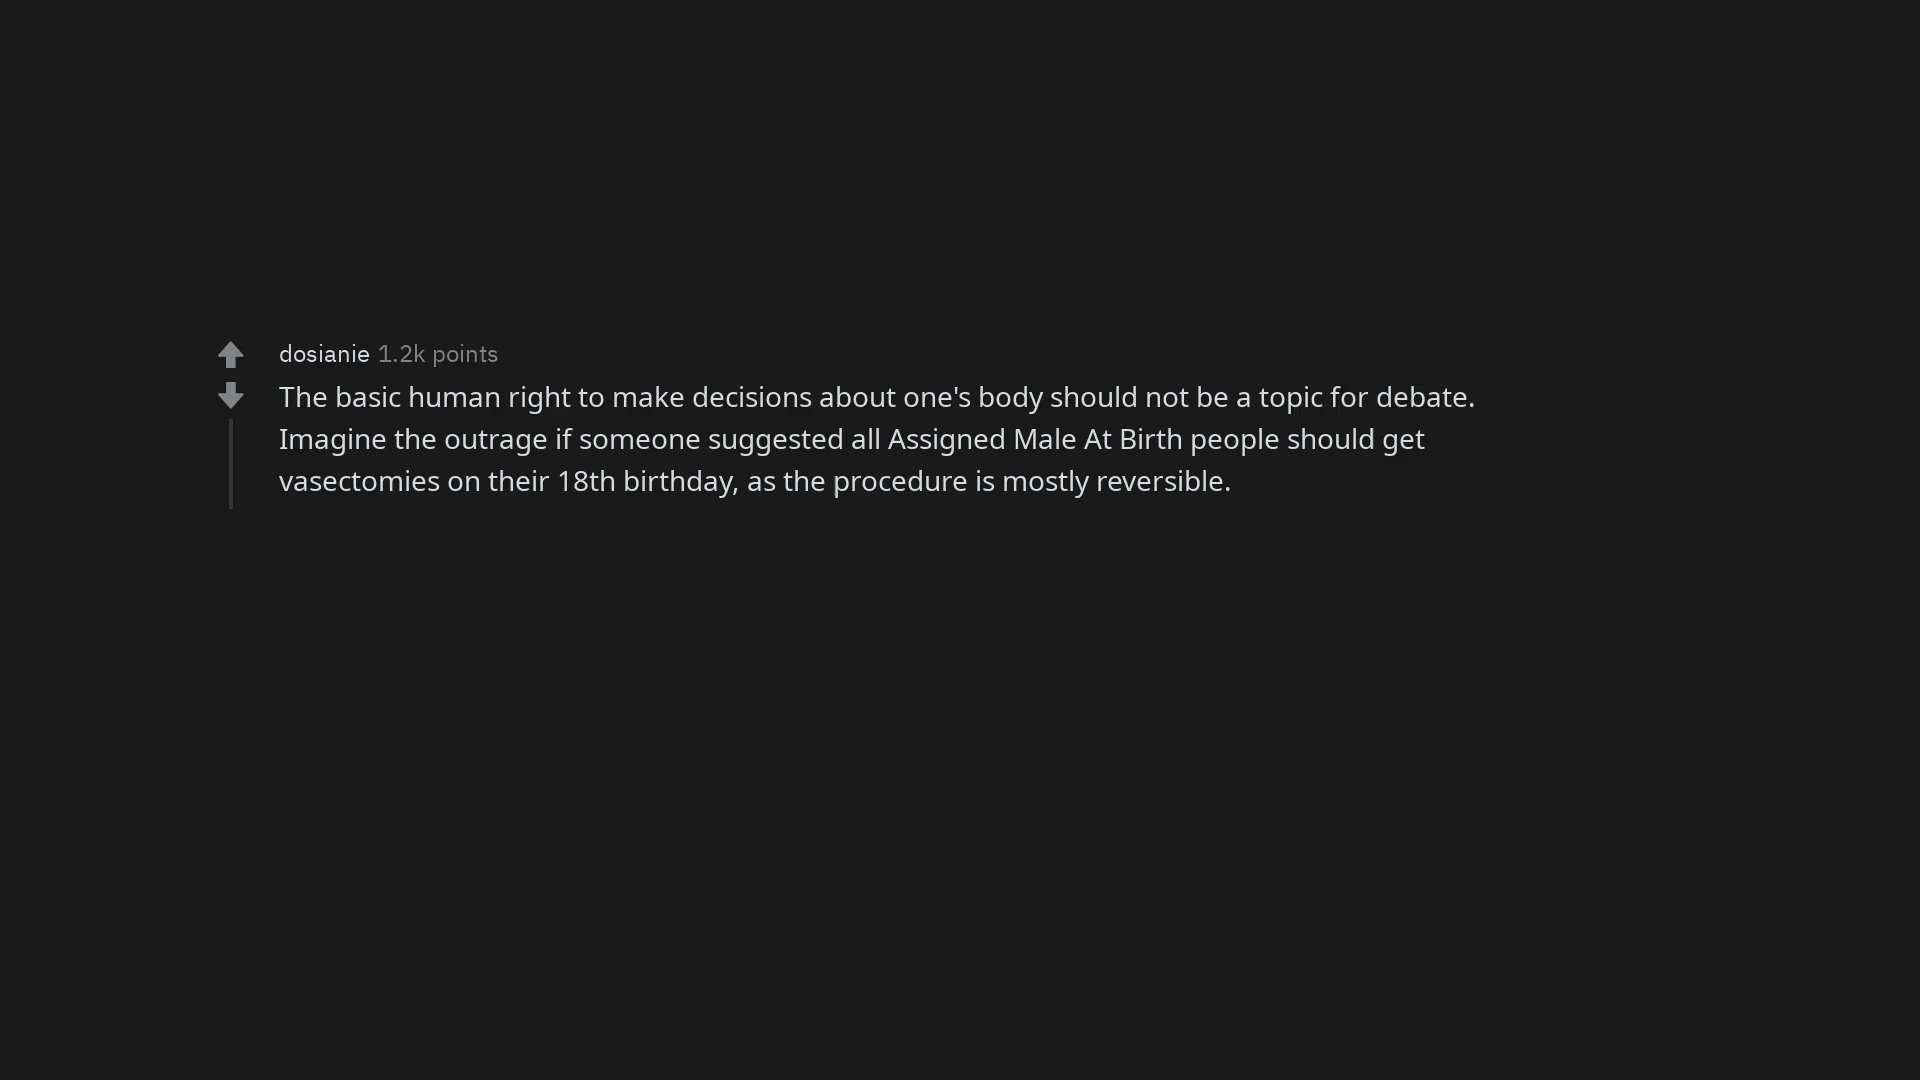 dosianie 1.2k points
The basic human right to make decisions about one's body should not be a topic for debate.
Imagine the outrage if someone suggested all Assigned Male At Birth people should get
vasectomies on their 18th birthday, as the procedure is mostly reversible.